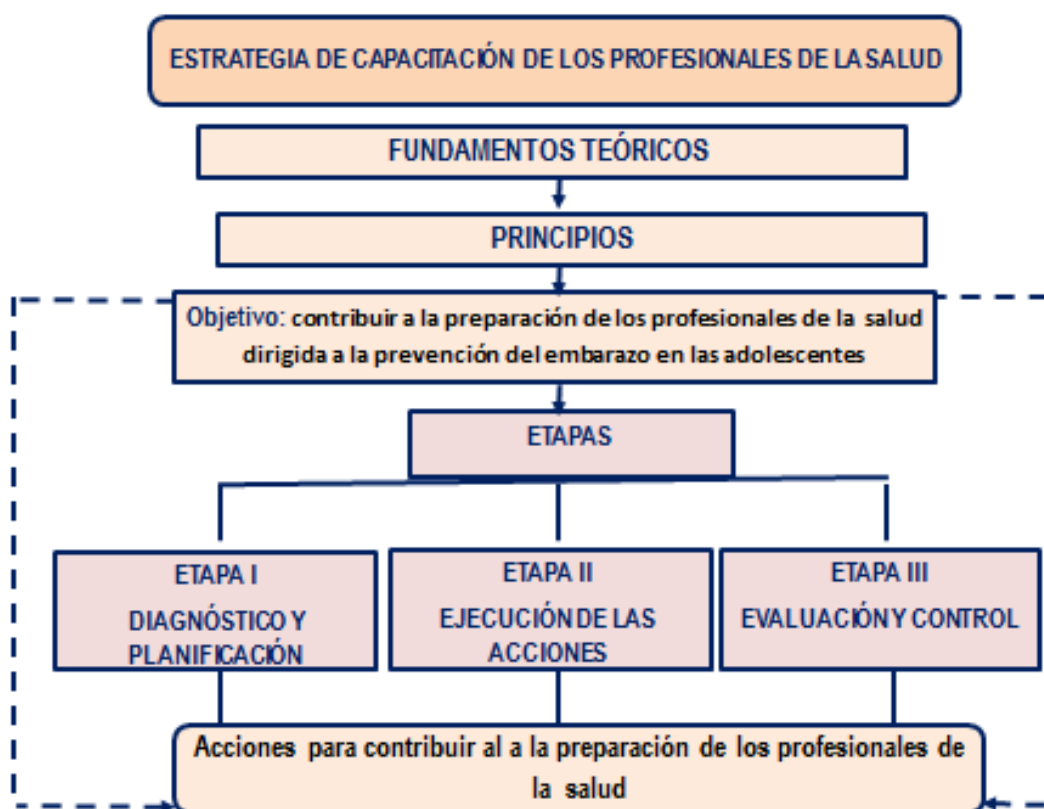 ESTRATEGIA DE CAPACITACIÓN DE LOS PROFESIONALES DE LA SALUD
FUNDAMENTOS TEÓRICOS
PRINCIPIOS
Objetivo: contribuir a la preparación de los profesionales de la salud
dirigida a la prevención del embarazo en las adolescentes
ETAPAS
ETAPA I
DIAGNÓSTICO Y
PLANIFICACIÓN
ETAPA II
EJECUCIÓN DE LAS
ACCIONES
ETAPA III
EVALUACIÓN Y CONTROL
Acciones para contribuir al a la preparación de los profesionales de
la salud